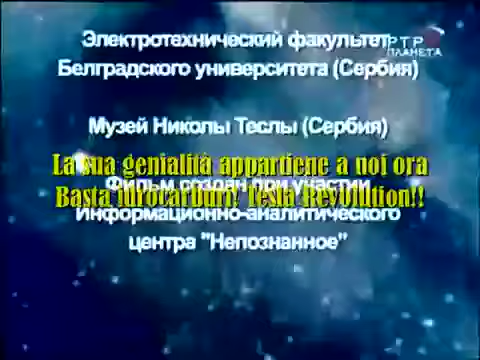 Электротехнический факультет
РТР
ПЛАНЕТА
Белградского университета (Сербия)
Музей Николы Теслы (Сербия)
La sua genialità appartiene a noi ora
Фильм создан при участии
Basta idrocarburi! Tesla Rev0lution!!
Информационно-аналитического
центра "Непознанное"